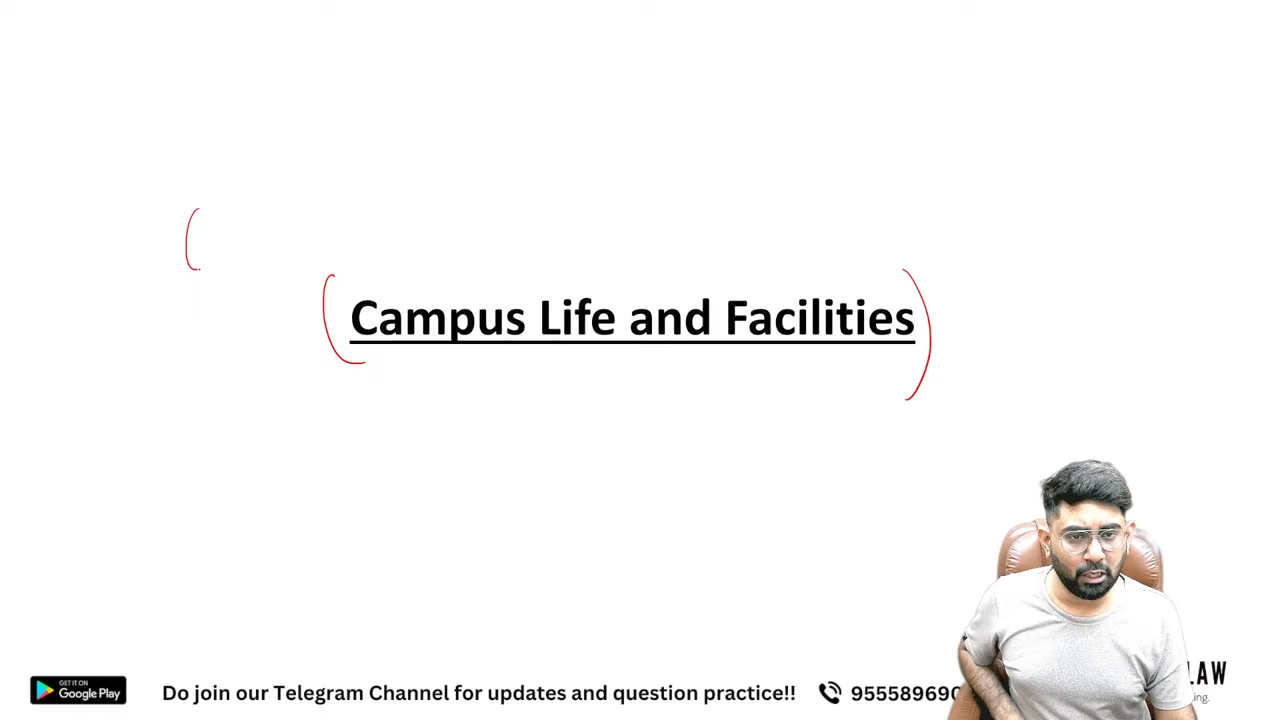 Campus Life and Facilities
GET IT ON
Google Play
Do join our Telegram Channel for updates and question practice!!
LAW